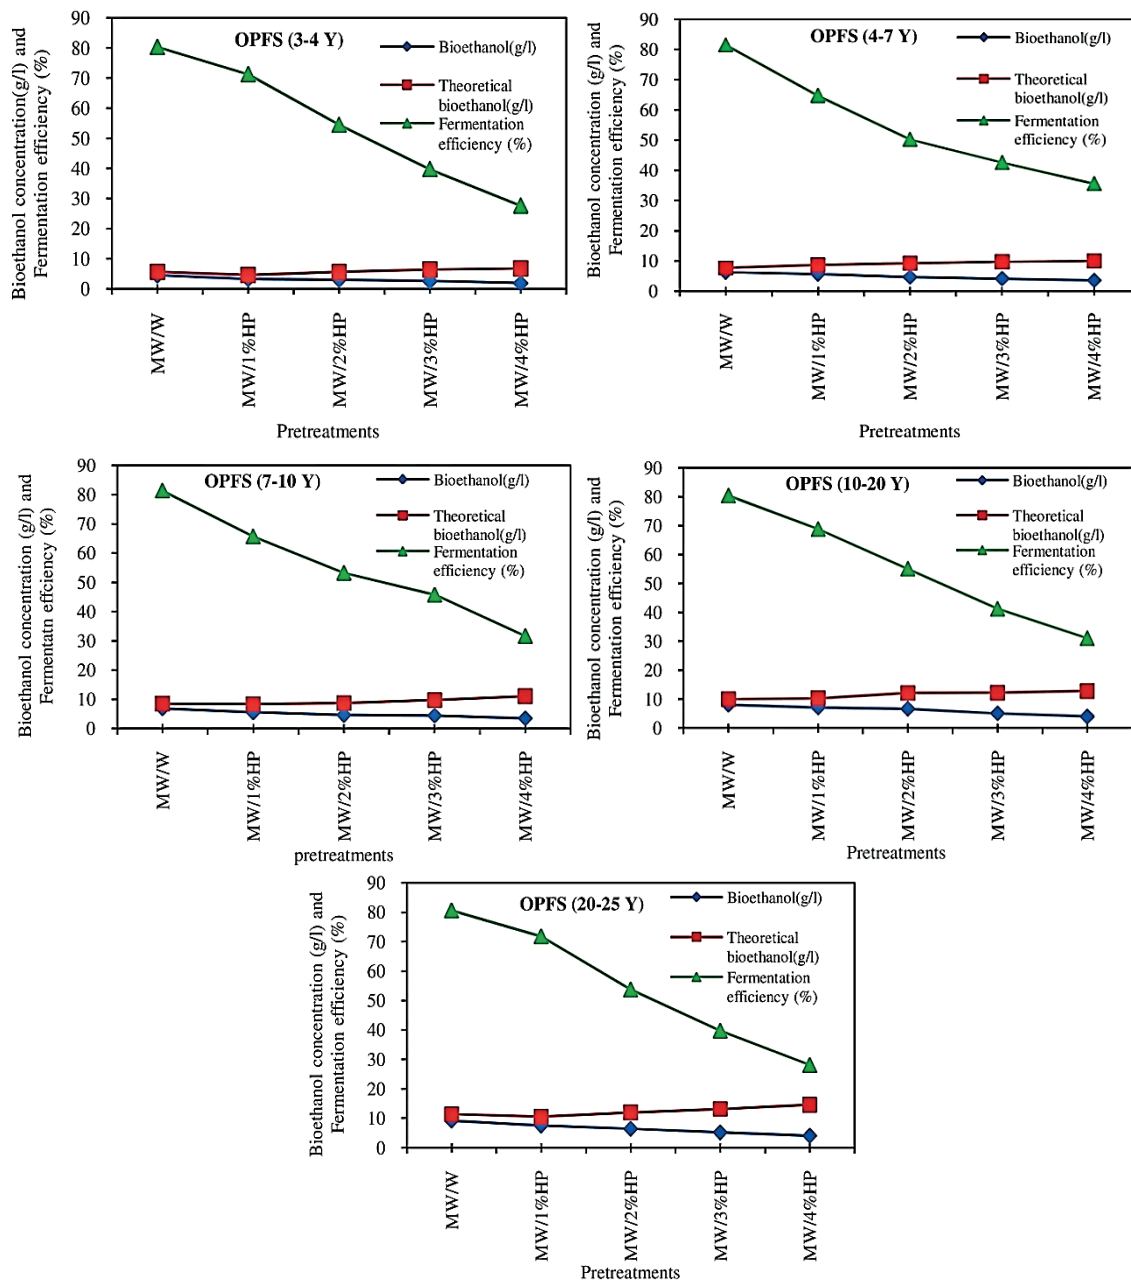 Bioethanol concentration(g/l) and
Fermentation efficiency (%)
90
80
70
60
50
40
30
20
10
0
OPFS (3-4 Y)
Bioethanol(g/l)
Theoretical
bioethanol(g/l)
Fermentation
efficiency (%)
MW/W
MW/1%HP
MW/2%HP
MW/3%HP
MW/4%HP
Pretreatments
Bioethanol concentration (g/l) and
Fermentation efficiency (%)
90
80
70
60
50
40
30
20
10
0
OPFS (4-7 Y)
Bioethanol(g/l)
Theoretical
bioethanol(g/l)
Fermentation
efficiency (%)
MW/W
MW/1%HP
MW/2%HP
MW/3%HP
MW/4%HP
Pretreatments
Bioethanol concentration (g/l) and
Fermentatn efficiency (%)
90
80
70
60
50
40
30
20
10
0
OPFS (7-10 Y)
Bioethanol(g/l)
Theoretical
bioethanol(g/l)
Fermentation
efficiency (%)
MW/W
MW/1%HP
MW/2%HP
MW/3%HP
MW/4%HP
pretreatments
Bioethanol concentration (g/l) and
Fermentation efficiency (%)
90
80
70
60
50
40
30
20
10
0
OPFS (10-20 Y)
Bioethanol(g/l)
Theoretical
bioethanol(g/l)
Fermentation
efficiency (%)
MW/W
MW/1%HP
MW/2%HP
MW/3%HP
MW/4%HP
Pretreatments
Bioethanol concentration (g/l) and
Fermentation efficiency (%)
90
80
70
60
50
40
30
20
10
0
OPFS (20-25 Y)
Bioethanol(g/l)
Theoretical
bioethanol(g/l)
Fermentation
efficiency (%)
MW/W
MW/1%HP
MW/2%HP
MW/3%HP
MW/4%HP
Pretreatments